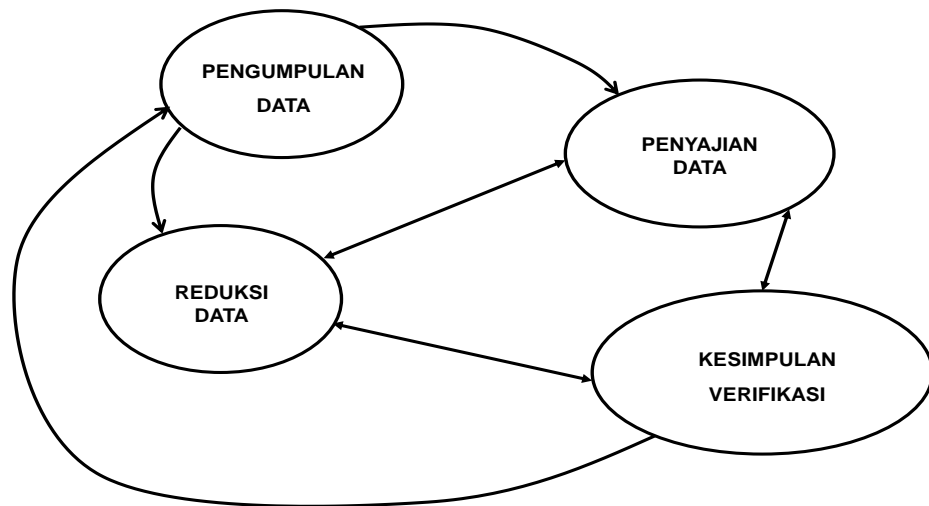 PENGUMPULAN
DATA
PENYAJIAN
DATA
REDUKSI
DATA
KESIMPULAN
VERIFIKASI